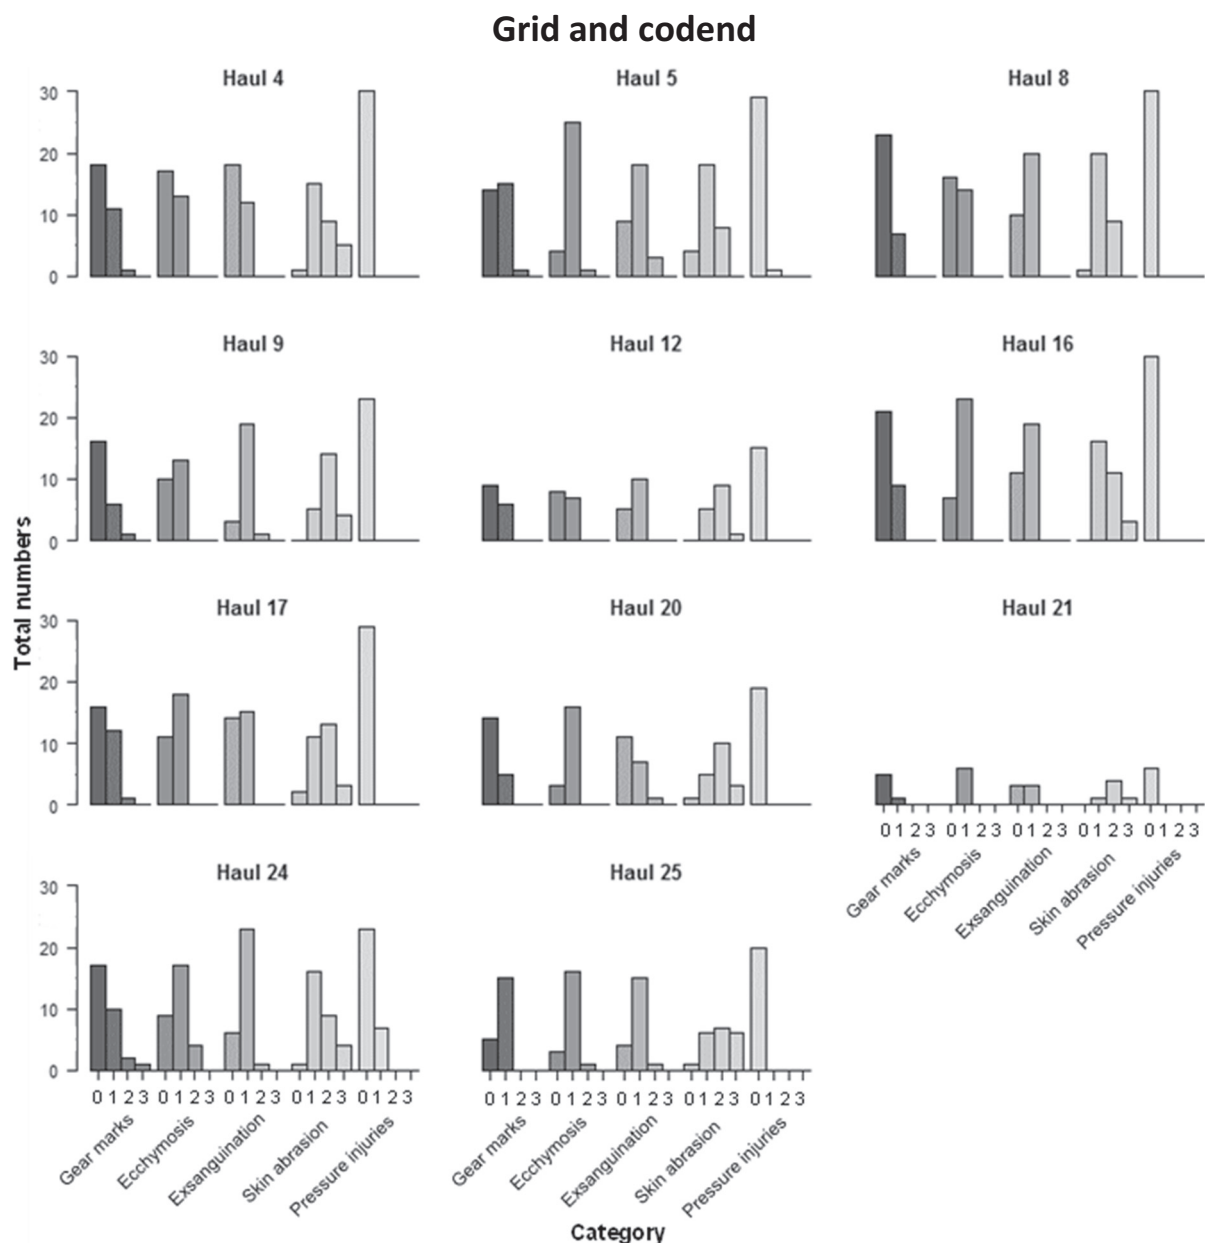 Grid and codend
Haul 4 Haul 5 Haul 8
30
20
10
0
Haul 9 Haul 12 Haul 16
30
20
10
0
Total numbers
Haul 17 Haul 20 Haul 21
30
20
10
0
0 1 2 3 0 1 2 3 0 1 2 3 0 1 2 3 0 1 2 3
Gear marks Ecchymosis Exsanguination Skin abrasion Pressure injuries
Haul 24 Haul 25
30
20
10
0
0 1 2 3 0 1 2 3 0 1 2 3 0 1 2 3 0 1 2 3 0 1 2 3 0 1 2 3 0 1 2 3 0 1 2 3 0 1 2 3
Gear marks Ecchymosis Exsanguination Skin abrasion Pressure injuries Gear marks Ecchymosis Exsanguination Skin abrasion Pressure injuries
Category